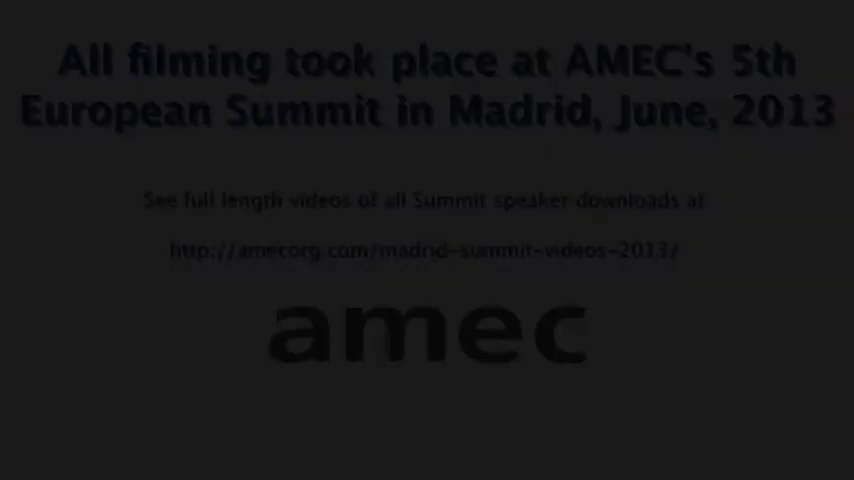 All filming took place at AMEC's 5th
European Summit in Madrid, June, 2013
See full length videos of all Summit speaker downloads at
http://amecorg.com/madrid-summit-videos-2013/
amec